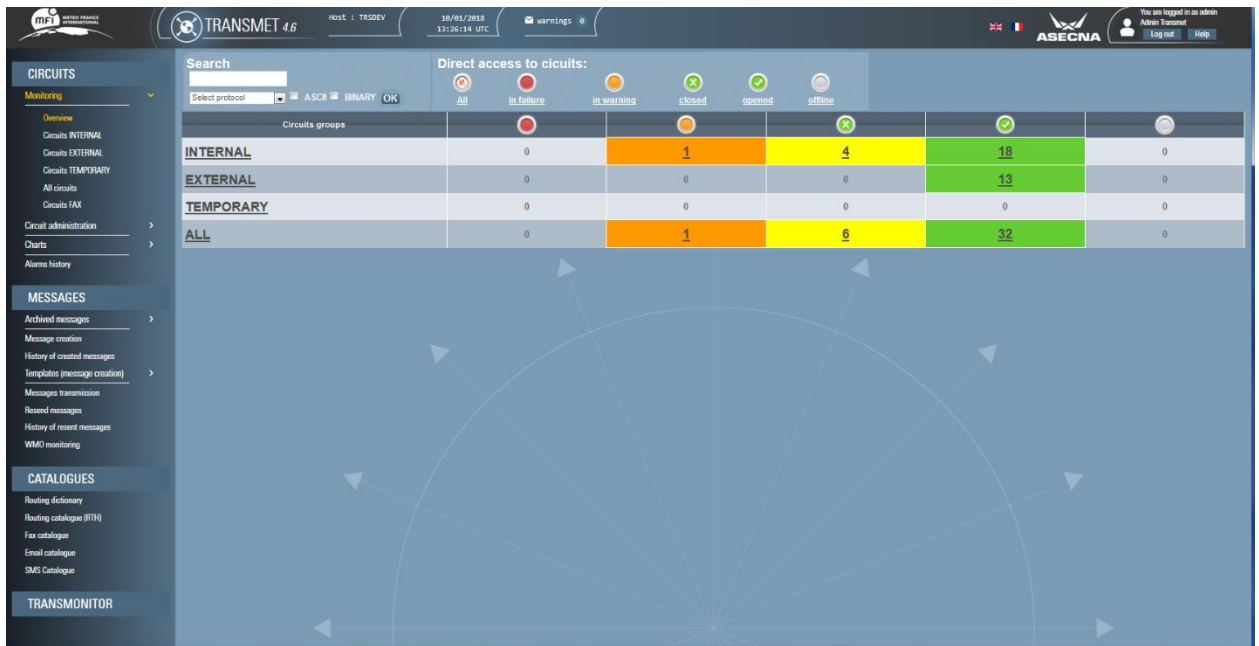 MFI METEO FRANCE INTERNATIONAL
TRANSMET 4.6
Host : TRSDEV
10/01/2018
13:26:14 UTC
warnings 0
ASECNA
You are logged in as admin
Admin Transmet
Log out Help
CIRCUITS
Monitoring
Overview
Circuits INTERNAL
Circuits EXTERNAL
Circuits TEMPORARY
All circuits
Circuits FAX
Circuit administration
Charts
Alarms history
MESSAGES
Archived messages
Message creation
History of created messages
Templates (message creation)
Messages transmission
Resend messages
History of resent messages
WMO monitoring
CATALOGUES
Routing dictionary
Routing catalogue (RTH)
Fax catalogue
Email catalogue
SMS Catalogue
TRANSMONITOR
Search
Select protocol ASCII BINARY OK
Direct access to cicuits:
All in failure in warning closed opened offline
Circuits groups
INTERNAL 0 1 4 18 0
EXTERNAL 0 0 0 13 0
TEMPORARY 0 0 0 0 0
ALL 0 1 6 32 0